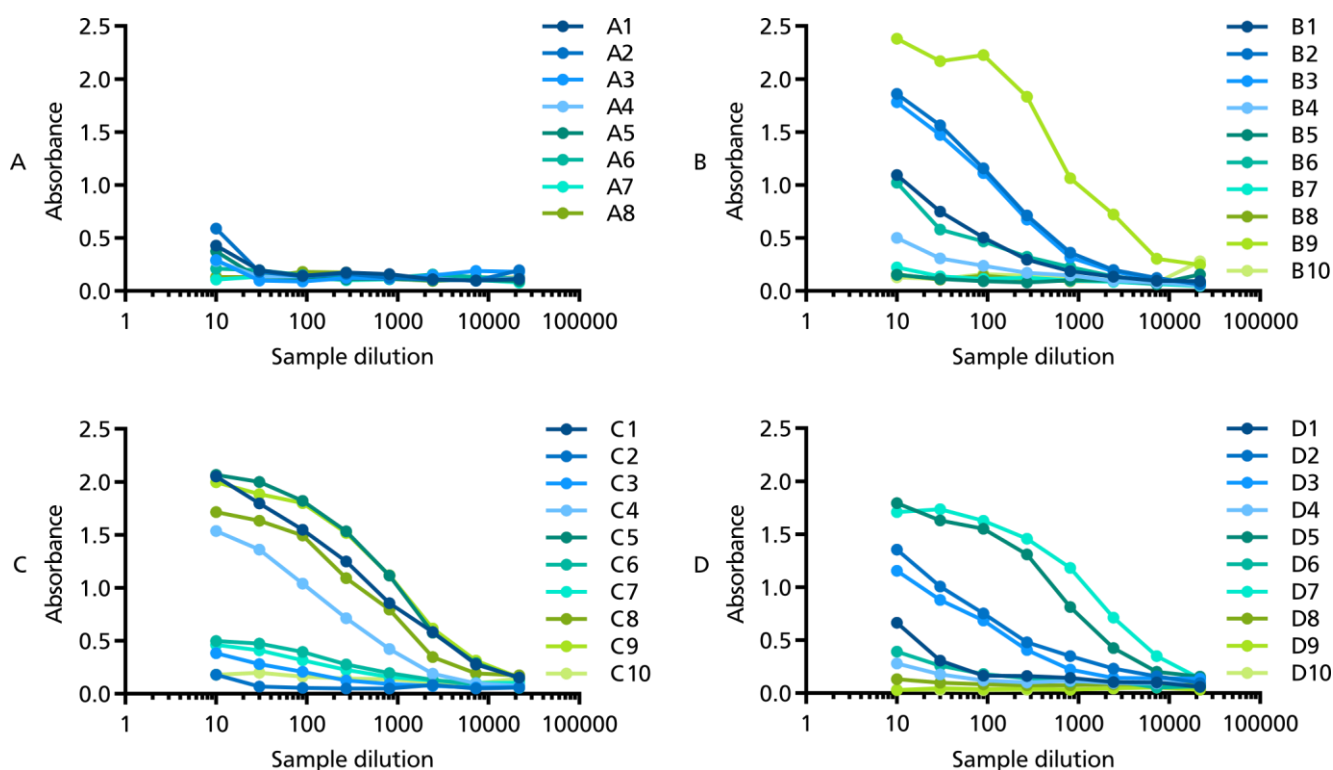 A
Absorbance
2.5
2.0
1.5
1.0
0.5
0.0
1
10
100
1000
10000
100000
Sample dilution
A1
A2
A3
A4
A5
A6
A7
A8
B
Absorbance
2.5
2.0
1.5
1.0
0.5
0.0
1
10
100
1000
10000
100000
Sample dilution
B1
B2
B3
B4
B5
B6
B7
B8
B9
B10
C
Absorbance
2.5
2.0
1.5
1.0
0.5
0.0
1
10
100
1000
10000
100000
Sample dilution
C1
C2
C3
C4
C5
C6
C7
C8
C9
C10
D
Absorbance
2.5
2.0
1.5
1.0
0.5
0.0
1
10
100
1000
10000
100000
Sample dilution
D1
D2
D3
D4
D5
D6
D7
D8
D9
D10